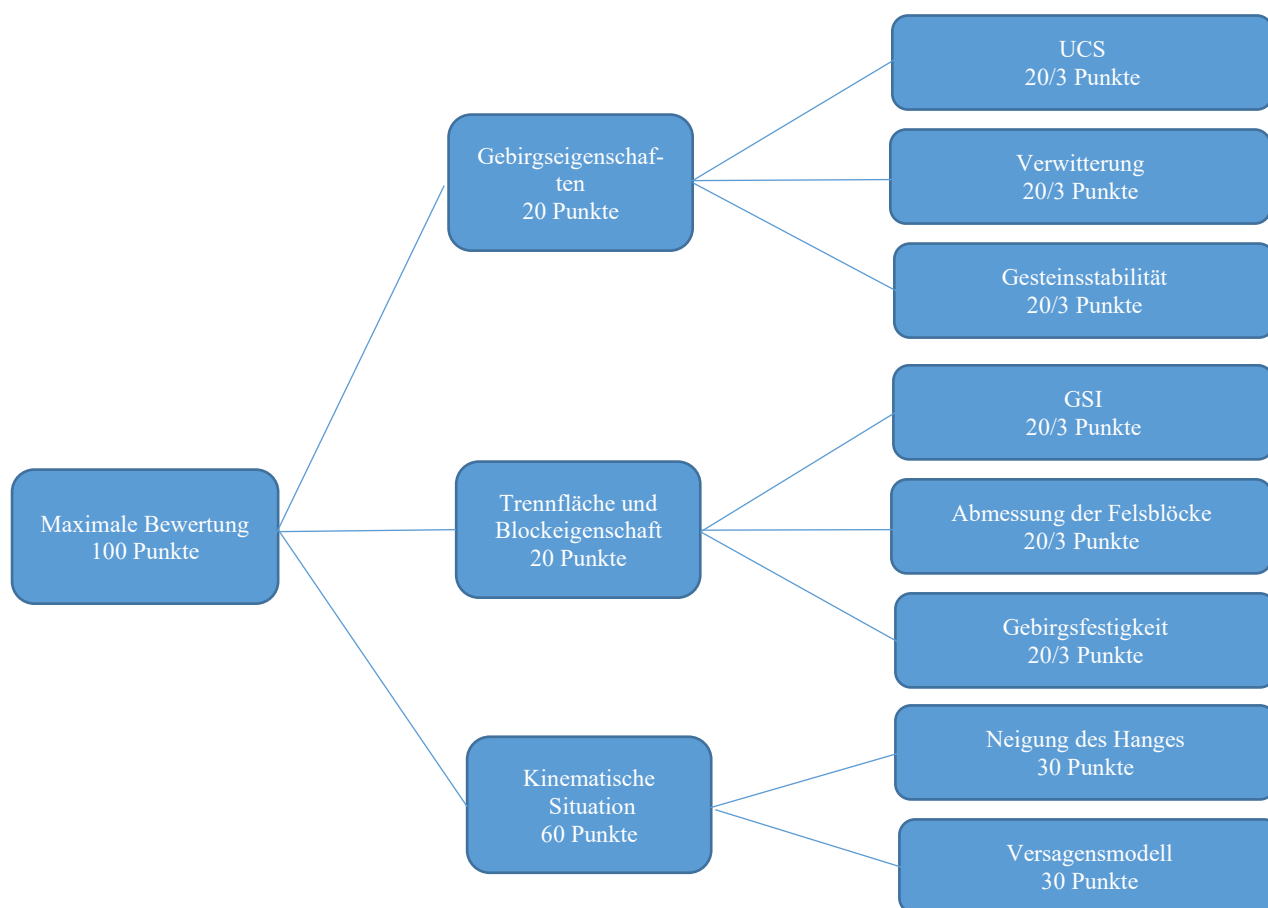 Maximale Bewertung
100 Punkte
Gebirgseigenschaf-
ten
20 Punkte
UCS
20/3 Punkte
Verwitterung
20/3 Punkte
Gesteinsstabilität
20/3 Punkte
Trennfläche und
Blockeigenschaft
20 Punkte
GSI
20/3 Punkte
Abmessung der Felsblöcke
20/3 Punkte
Gebirgsfestigkeit
20/3 Punkte
Kinematische
Situation
60 Punkte
Neigung des Hanges
30 Punkte
Versagensmodell
30 Punkte